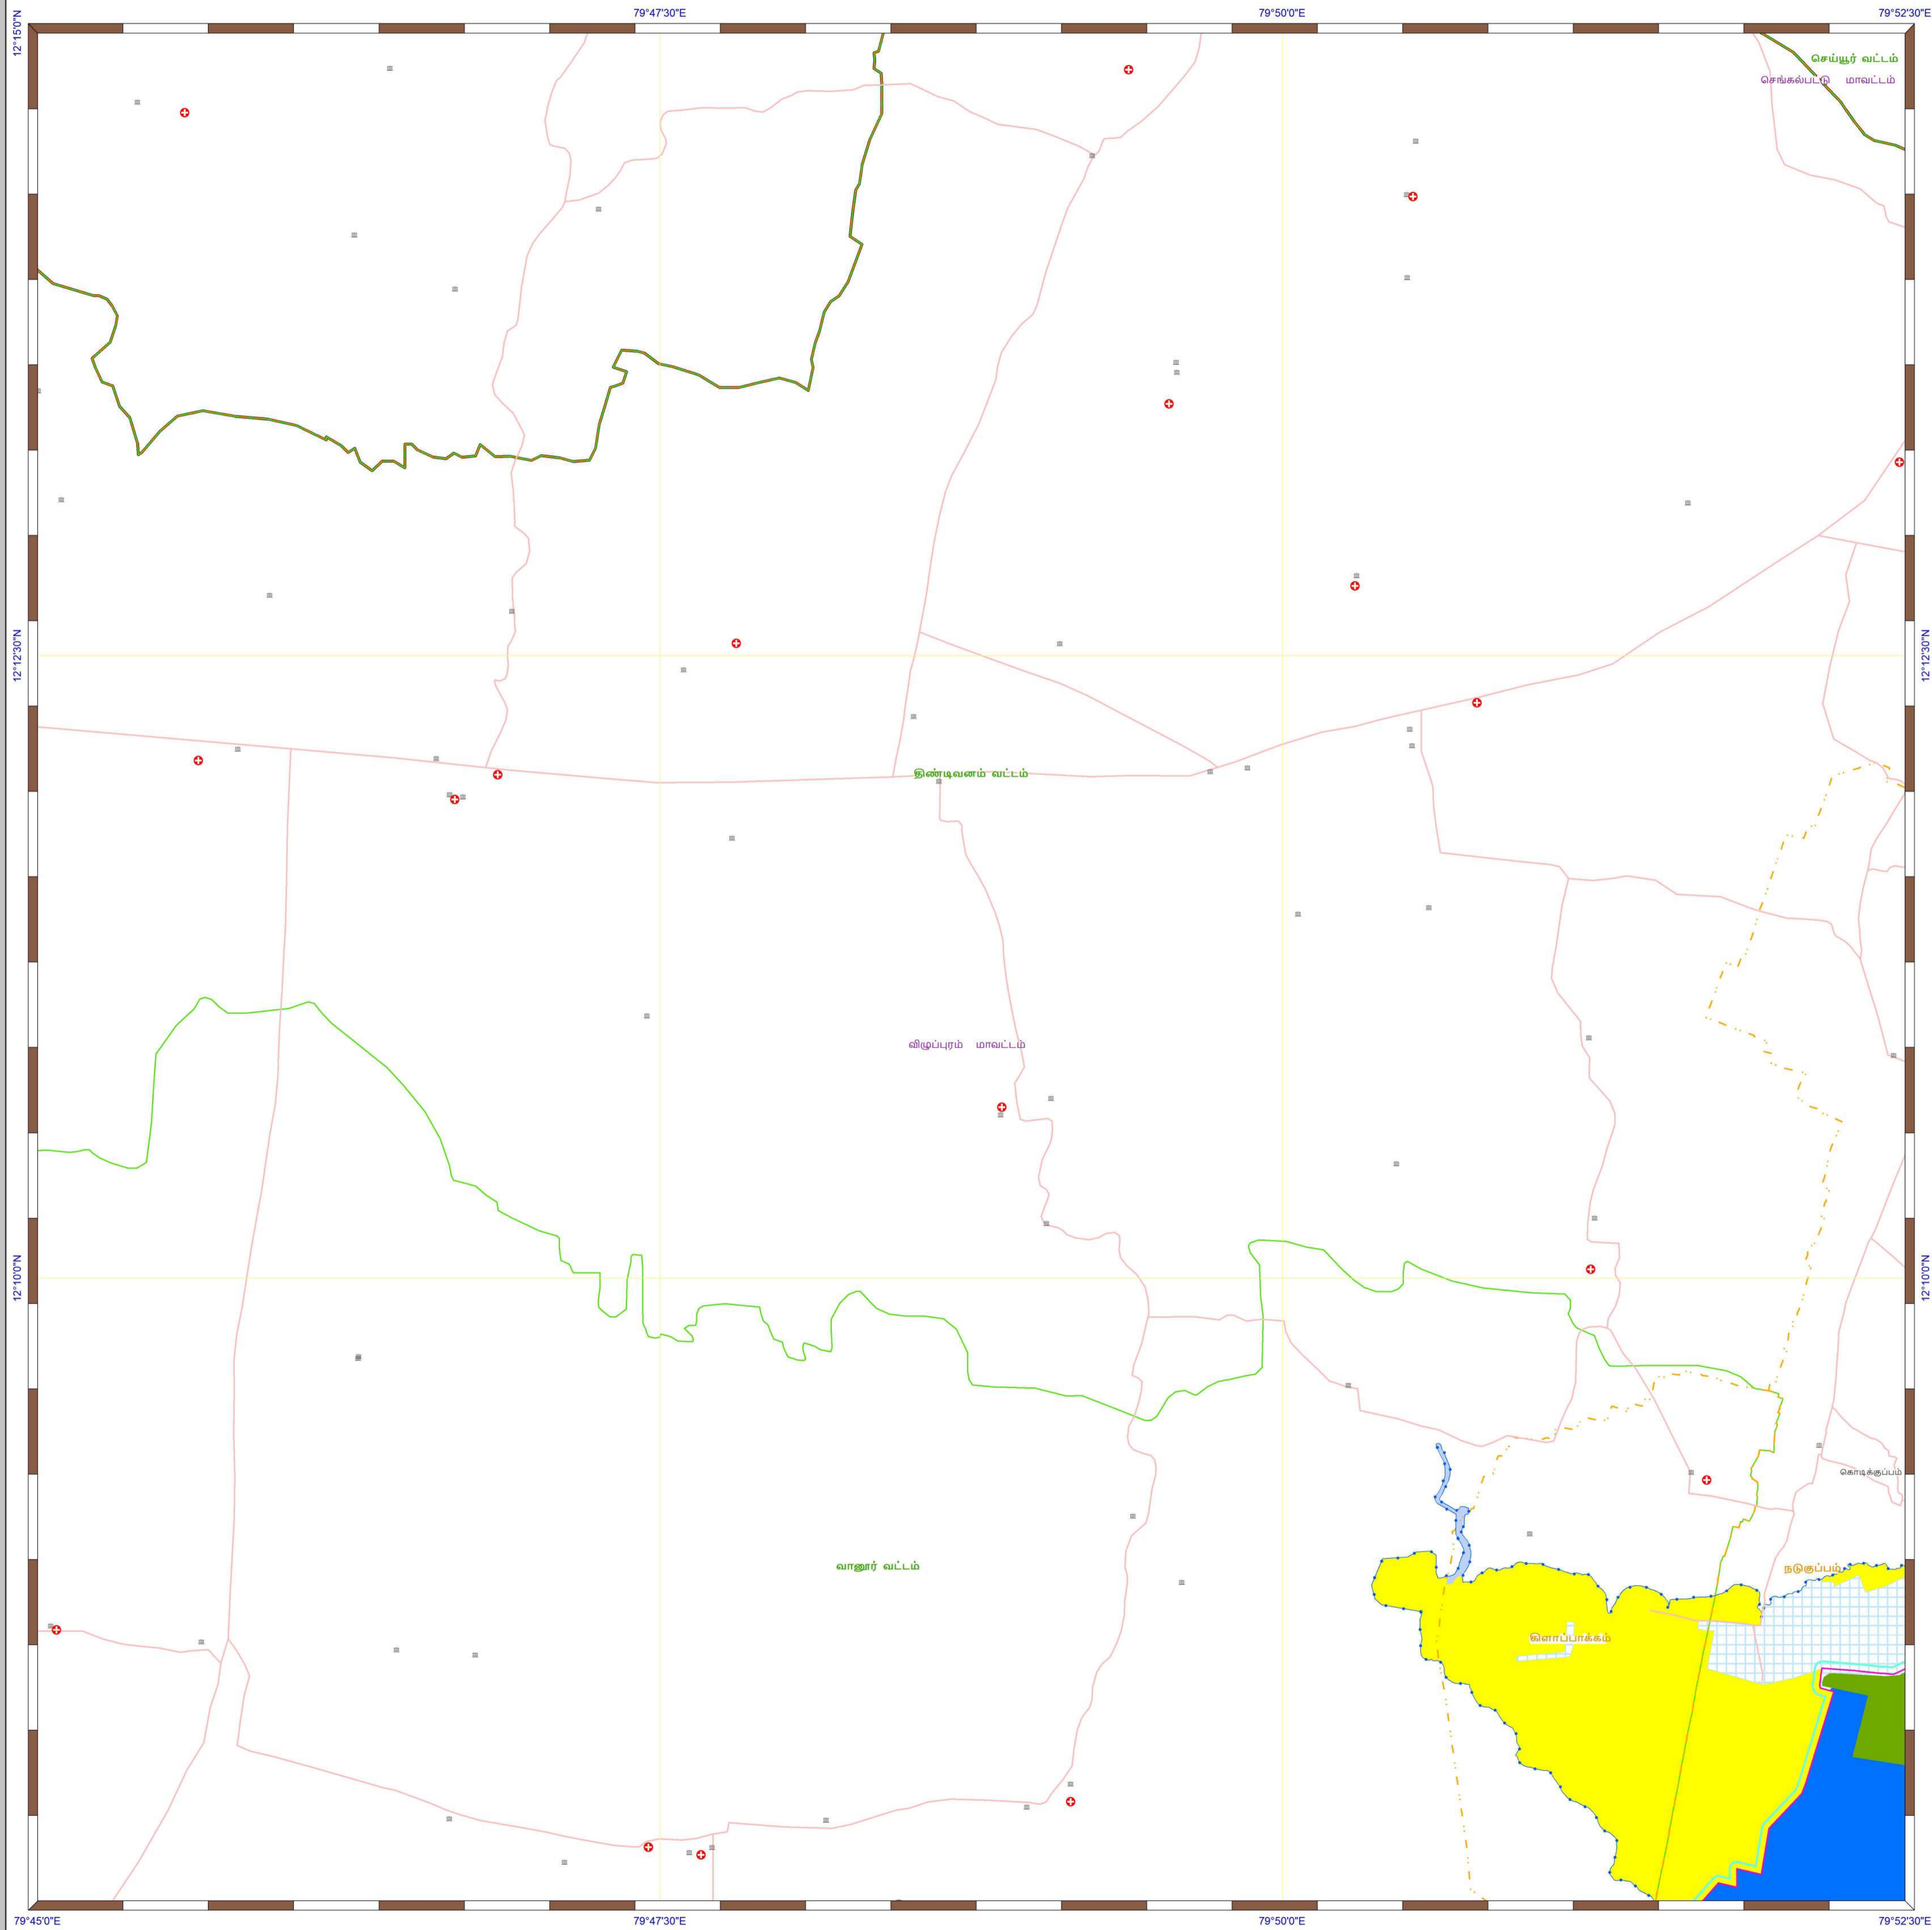 79°47'30"E
79°50'0"E
79°52'30"E
12°15'0"N
செய்யூர் வட்டம்
செங்கல்பட்டு மாவட்டம்
12°12'30"N
12°12'30"N
திண்டிவனம் வட்டம்
விழுப்புரம் மாவட்டம்
12°10'0"N
12°10'0"N
கொடிக்குப்பம்
வானூர் வட்டம்
நடுகுப்பம்
கிளாப்பாக்கம்
79°45'0"E
79°47'30"E
79°50'0"E
79°52'30"E